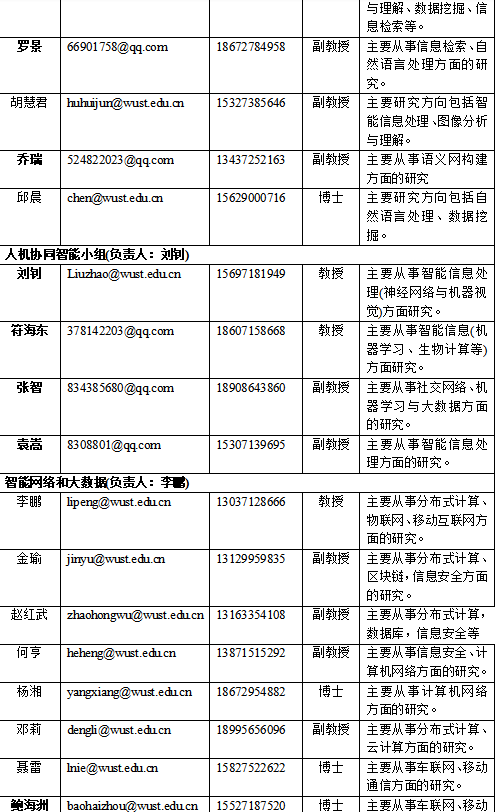 与理解、数据挖掘、信
息检索等。
罗景 66901758@qq.com 18672784958 副教授 主要从事信息检索、自
然语言处理方面的研
究。
胡慧君 huhuijun@wust.edu.cn 15327385646 副教授 主要研究方向包括智
能信息处理、图像分析
与理解。
乔瑞 524822023@qq.com 13437252163 副教授 主要从事语义网构建
方面的研究
邱晨 chen@wust.edu.cn 15629000716 博士 主要研究方向包括自
然语言处理、数据挖
掘。
人机协同智能小组(负责人：刘钊)
刘钊 Liuzhao@wust.edu.cn 15697181949 教授 主要从事智能信息处
理(神经网络与机器视
觉)方面研究。
符海东 378142203@qq.com 18607158668 教授 主要从事智能信息(机
器学习、生物计算等)
方面研究。
张智 834385680@qq.com 18908643860 副教授 主要从事社交网络、机
器学习与大数据方面
的研究。
袁嵩 8308801@qq.com 15307139695 副教授 主要从事智能信息处
理方面的研究。
智能网络和大数据(负责人：李鹏)
李鹏 lipeng@wust.edu.cn 13037128666 教授 主要从事分布式计算、
物联网、移动互联网方
面的研究。
金瑜 jinyu@wust.edu.cn 13129959835 副教授 主要从事分布式计算、
区块链，信息安全方面
的研究。
赵红武 zhaohongwu@wust.edu.cn 13163354108 副教授 主要从事分布式计算，
数据库，信息安全等
何亨 heheng@wust.edu.cn 13871515292 副教授 主要从事信息安全、计
算机网络方面的研究。
杨湘 yangxiang@wust.edu.cn 18672954882 博士 主要从事计算机网络
方面的研究。
邓莉 dengli@wust.edu.cn 18995656096 副教授 主要从事分布式计算、
云计算方面的研究。
聂雷 lnie@wust.edu.cn 15827522622 博士 主要从事车联网、移动
通信方面的研究。
鲍海洲 baohaizhou@wust.edu.cn 15527187520 博士 主要从事车联网、移动